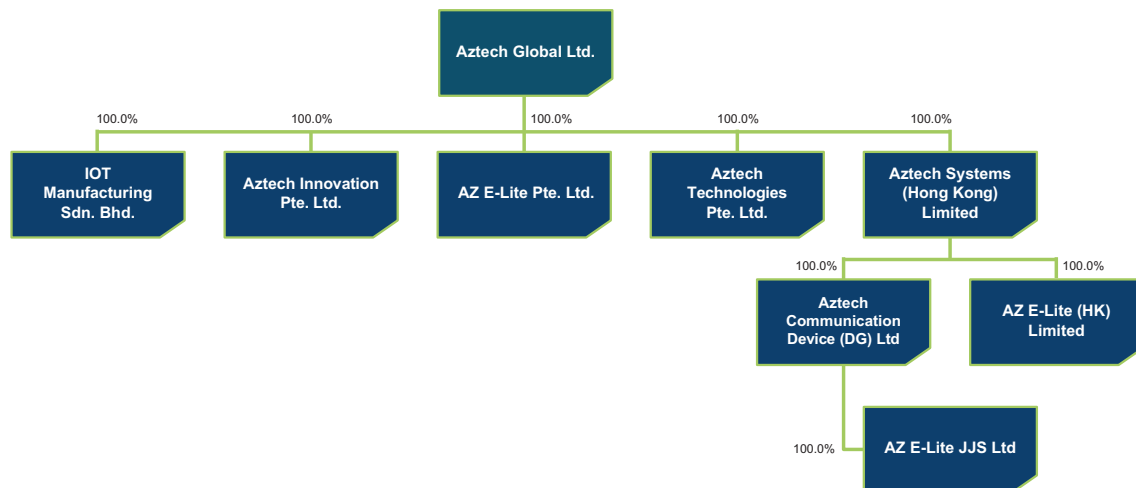 Aztech Global Ltd.
100.0%
100.0%
100.0%
100.0%
100.0%
IOT
Manufacturing
Sdn. Bhd.
Aztech Innovation
Pte. Ltd.
AZ E-Lite Pte. Ltd.
Aztech
Technologies
Pte. Ltd.
Aztech Systems
(Hong Kong)
Limited
100.0%
100.0%
Aztech
Communication
Device (DG) Ltd
AZ E-Lite (HK)
Limited
100.0%
AZ E-Lite JJS Ltd